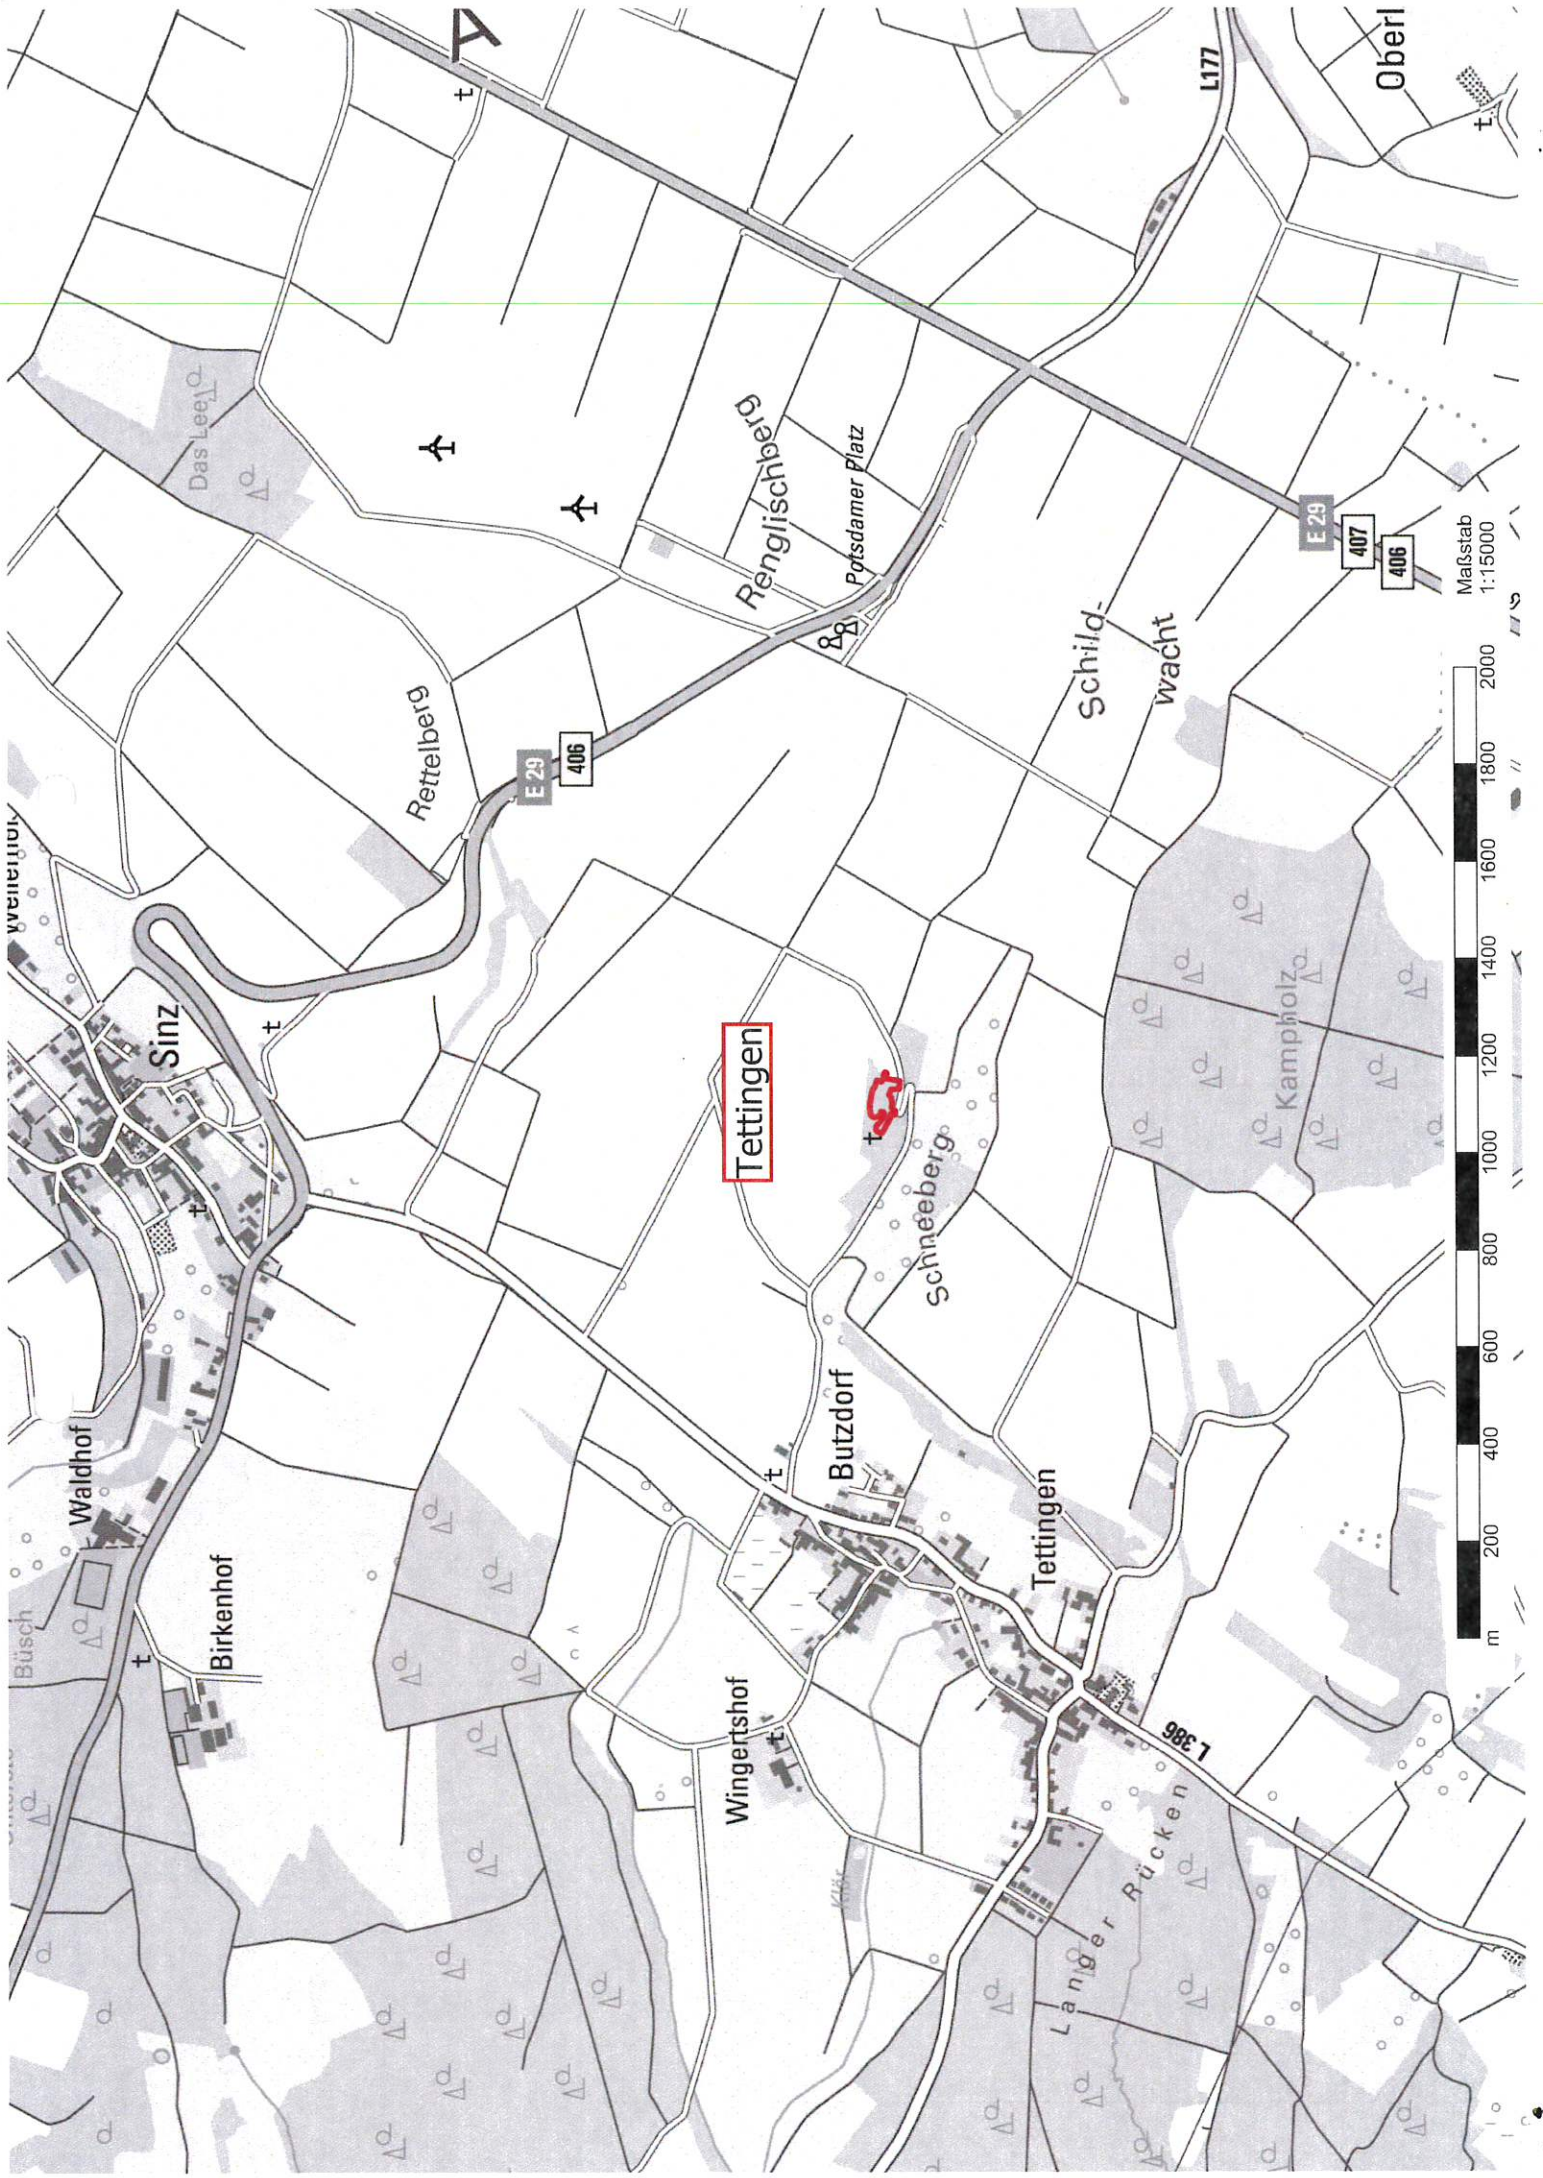 Das Lee
L177
Oberl
Sinz
Rettelberg
Renglischberg
Potsdamer Platz
E 29
406
Schild-
wacht
E 29
407
406
Waldhof
Büsch
Birkenhof
Tettingen
Schneeberg
Kampholz
Butzdorf
Tettingen
Wingertshof
Klör
L 386
Langer Rücken
Maßstab
1:15000
m 200 400 600 800 1000 1200 1400 1600 1800 2000